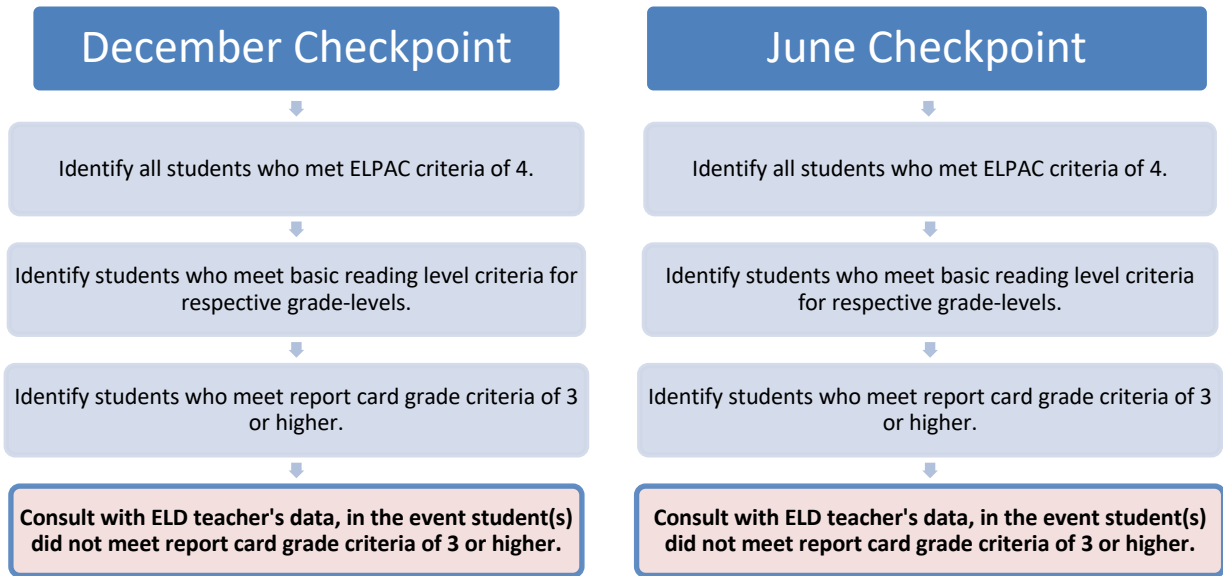 December Checkpoint
Identify all students who met ELPAC criteria of 4.
Identify students who meet basic reading level criteria for
respective grade-levels.
Identify students who meet report card grade criteria of 3
or higher.
Consult with ELD teacher's data, in the event student(s)
did not meet report card grade criteria of 3 or higher.
June Checkpoint
Identify all students who met ELPAC criteria of 4.
Identify students who meet basic reading level criteria
for respective grade-levels.
Identify students who meet report card grade criteria of 3
or higher.
Consult with ELD teacher's data, in the event student(s)
did not meet report card grade criteria of 3 or higher.